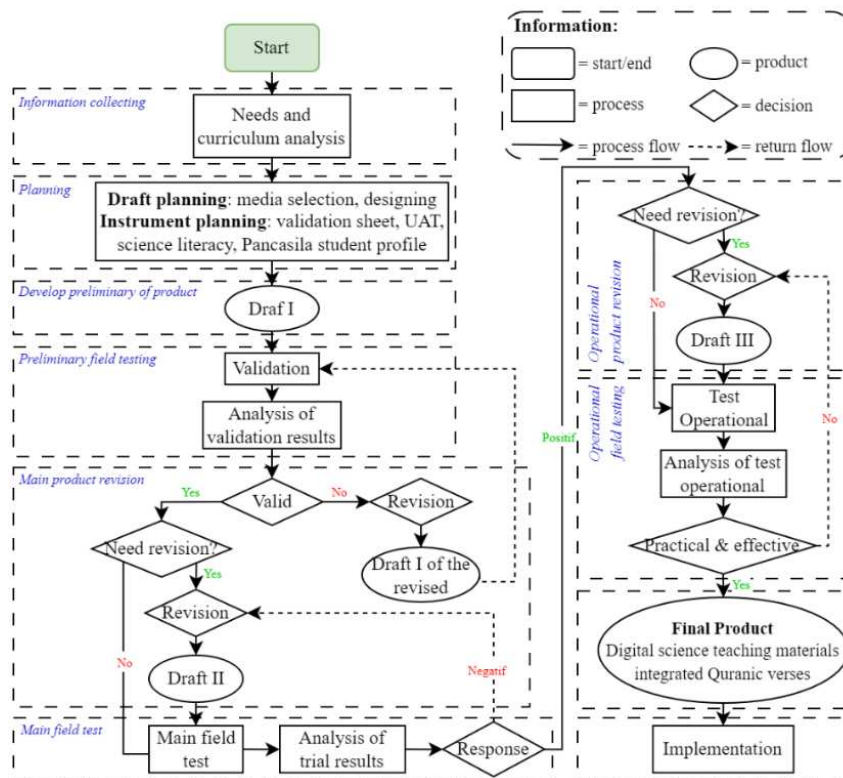 Start
Information:
= start/end
= product
= process
= decision
= process flow
= return flow
Information collecting
Needs and
curriculum analysis
Planning
Draft planning: media selection, designing
Instrument planning: validation sheet, UAT,
science literacy, Pancasila student profile
Develop preliminary of product
Draf I
Preliminary field testing
Validation
Analysis of
validation results
Main product revision
Yes
Valid
No
Revision
Need revision?
Draft I of the
revised
Yes
Revision
No
Draft II
Negatif
Main field test
Main field
test
Analysis of
trial results
Response
Positif
Operational
product revision
Need revision?
Yes
Revision
No
Draft III
Operational
field testing
Test
Operational
No
Analysis of test
operational
Practical & effective
Yes
Final Product
Digital science teaching materials
integrated Quranic verses
Implementation